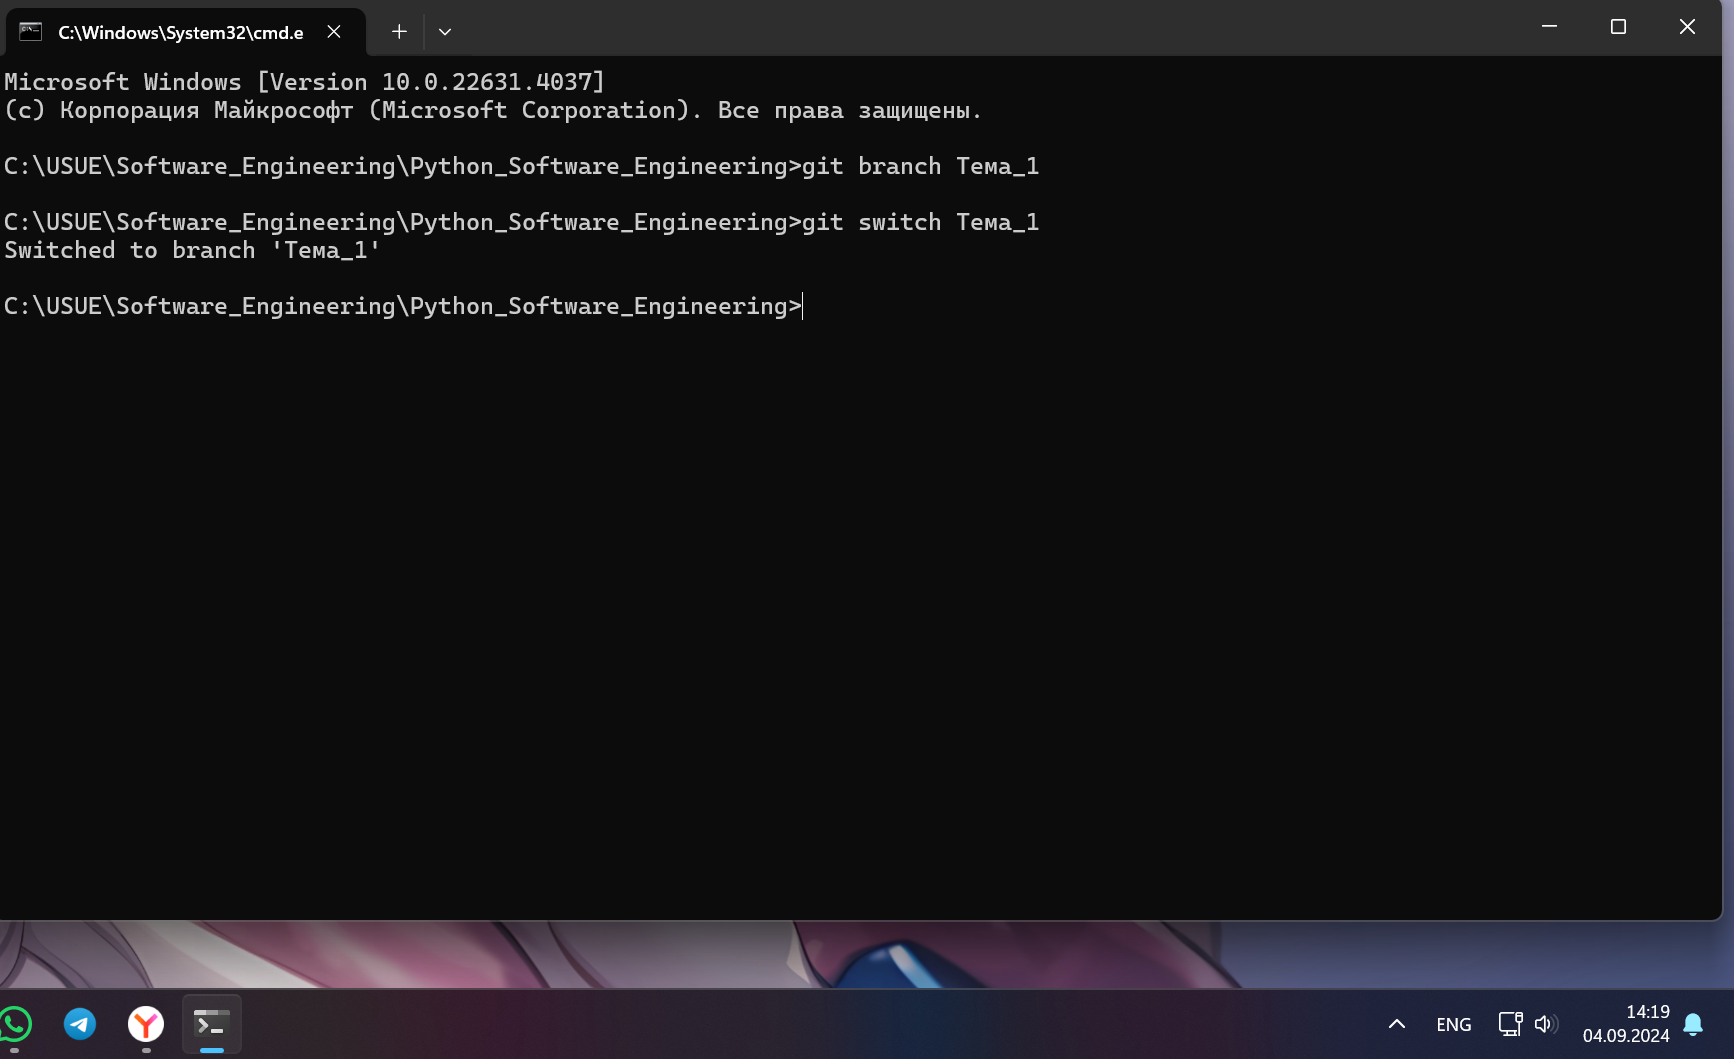 C:\Windows\System32\cmd.e
Microsoft Windows [Version 10.0.22631.4037]
(c) Корпорация Майкрософт (Microsoft Corporation). Все права защищены.
C:\USUE\Software_Engineering\Python_Software_Engineering>git branch Тема_1
C:\USUE\Software_Engineering\Python_Software_Engineering>git switch Тема_1
Switched to branch 'Тема_1'
C:\USUE\Software_Engineering\Python_Software_Engineering>
ENG
14:19
04.09.2024